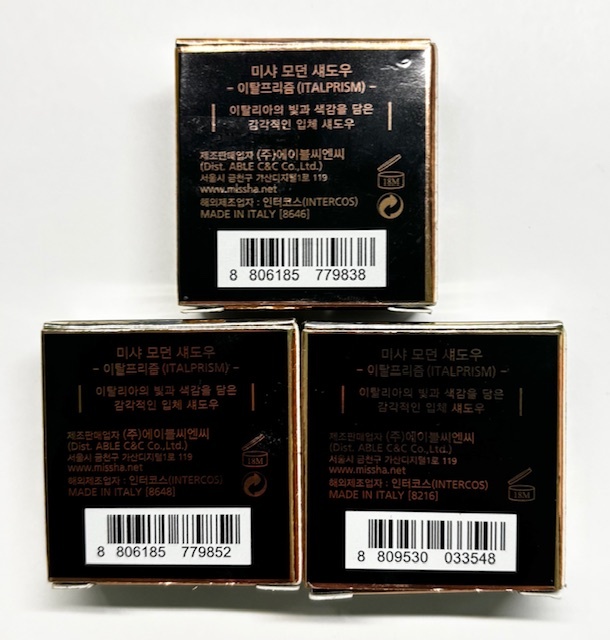 미샤 모던 섀도우
- 이탈프리즘 (ITALPRISM) -
이탈리아의 빛과 색감을 담은
감각적인 입체 섀도우
제조판매업자 (주)에이블씨엔씨
(Dist. ABLE C&C Co.,Ltd.)
서울시 금천구 가산디지털1로 119
www.missha.net
해외제조업자 : 인터코스(INTERCOS)
MADE IN ITALY [8646]
18M
8 806185 779838
미샤 모던 섀도우
- 이탈프리즘 (ITALPRISM) -
이탈리아의 빛과 색감을 담은
감각적인 입체 섀도우
제조판매업자 (주)에이블씨엔씨
(Dist. ABLE C&C Co.,Ltd.)
서울시 금천구 가산디지털1로 119
www.missha.net
해외제조업자 : 인터코스(INTERCOS)
MADE IN ITALY [8648]
18M
8 806185 779852
미샤 모던 섀도우
- 이탈프리즘 (ITALPRISM) -
이탈리아의 빛과 색감을 담은
감각적인 입체 섀도우
제조판매업자 (주)에이블씨엔씨
(Dist. ABLE C&C Co.,Ltd.)
서울시 금천구 가산디지털1로 119
www.missha.net
해외제조업자 : 인터코스(INTERCOS)
MADE IN ITALY [8216]
18M
8 809530 033548